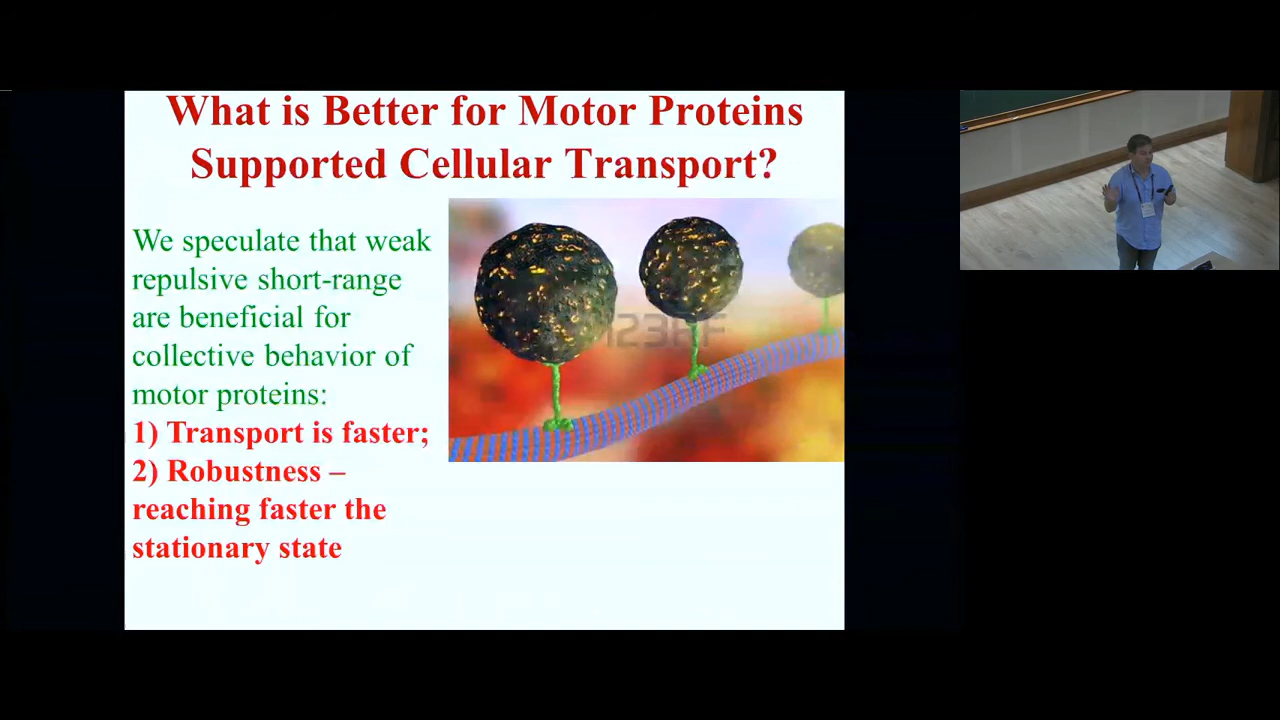 What is Better for Motor Proteins
Supported Cellular Transport?
We speculate that weak
repulsive short-range
are beneficial for
collective behavior of
motor proteins:
1) Transport is faster;
2) Robustness –
reaching faster the
stationary state
123RF